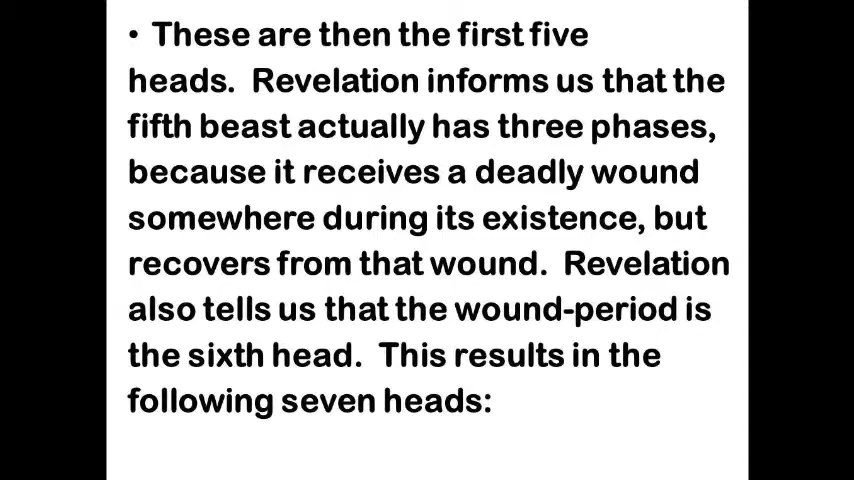 • These are then the first five
heads.  Revelation informs us that the
fifth beast actually has three phases,
because it receives a deadly wound
somewhere during its existence, but
recovers from that wound.  Revelation
also tells us that the wound-period is
the sixth head.  This results in the
following seven heads: